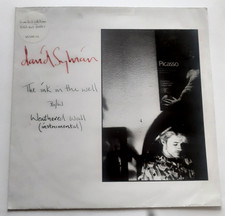 david Sylvian
The ink in the well
b/w
Weathered wall
(instrumental)
Picasso